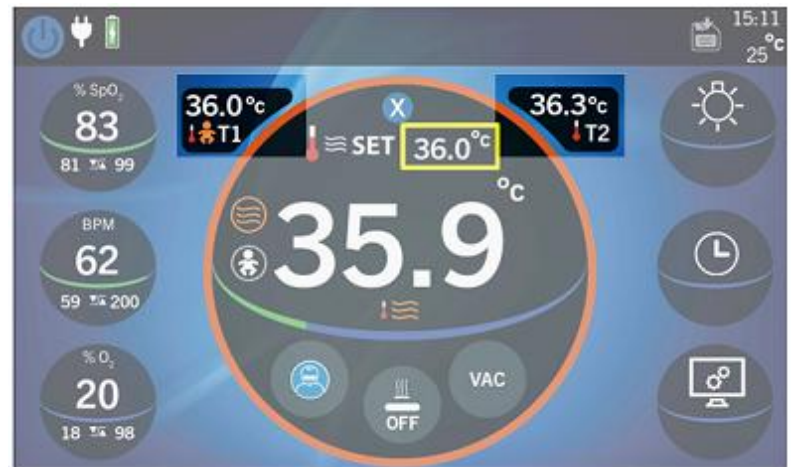 15:11
25°c
% SpO₂
83
81 99
36.0°c
T1
X
SET 36.0°c
36.3°c
T2
BPM
62
59 200
°c
35.9
% O₂
20
18 98
OFF
VAC